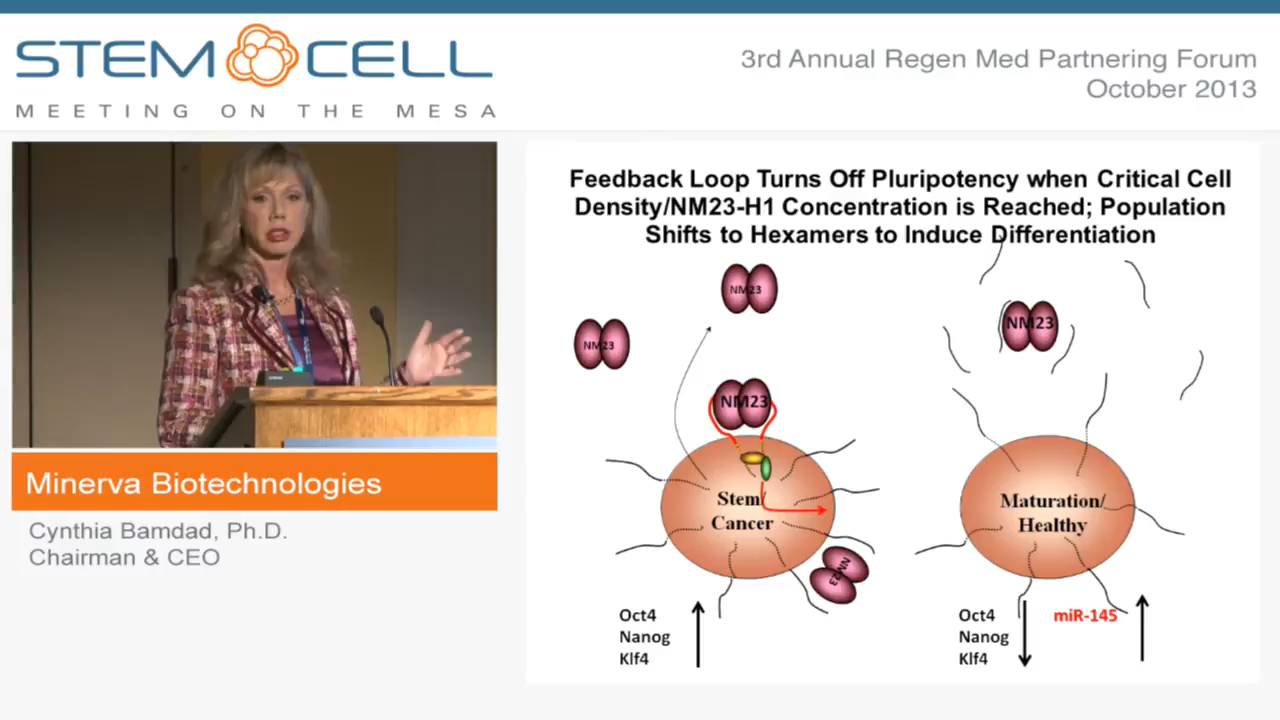 STEM CELL
MEETING ON THE MESA
3rd Annual Regen Med Partnering Forum
October 2013
Minerva Biotechnologies
Cynthia Bamdad, Ph.D.
Chairman & CEO
Feedback Loop Turns Off Pluripotency when Critical Cell
Density/NM23-H1 Concentration is Reached; Population
Shifts to Hexamers to Induce Differentiation
NM23
NM23
NM23
NM23
Stem/
Cancer
Oct4
Nanog
Klf4
NM23
Maturation/
Healthy
Oct4
Nanog
Klf4
miR-145